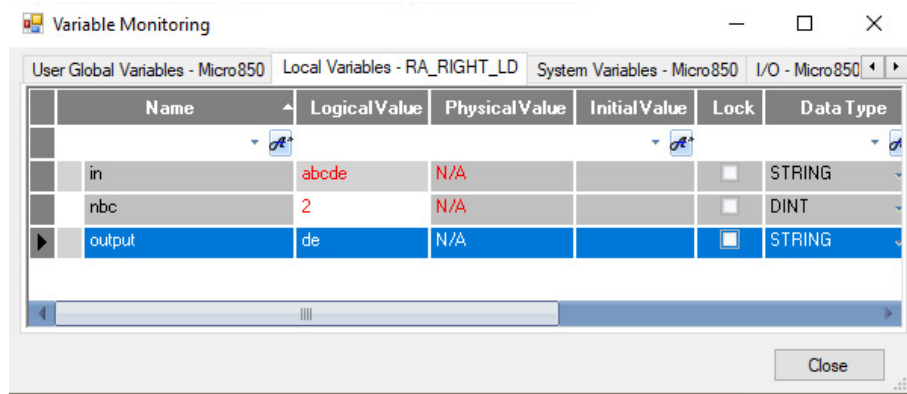 Variable Monitoring
User Global Variables - Micro850 Local Variables - RA_RIGHT_LD System Variables - Micro850 I/O - Micro850
Name Logical Value Physical Value Initial Value Lock Data Type
in abcde N/A STRING
nbc 2 N/A DINT
output de N/A STRING
Close